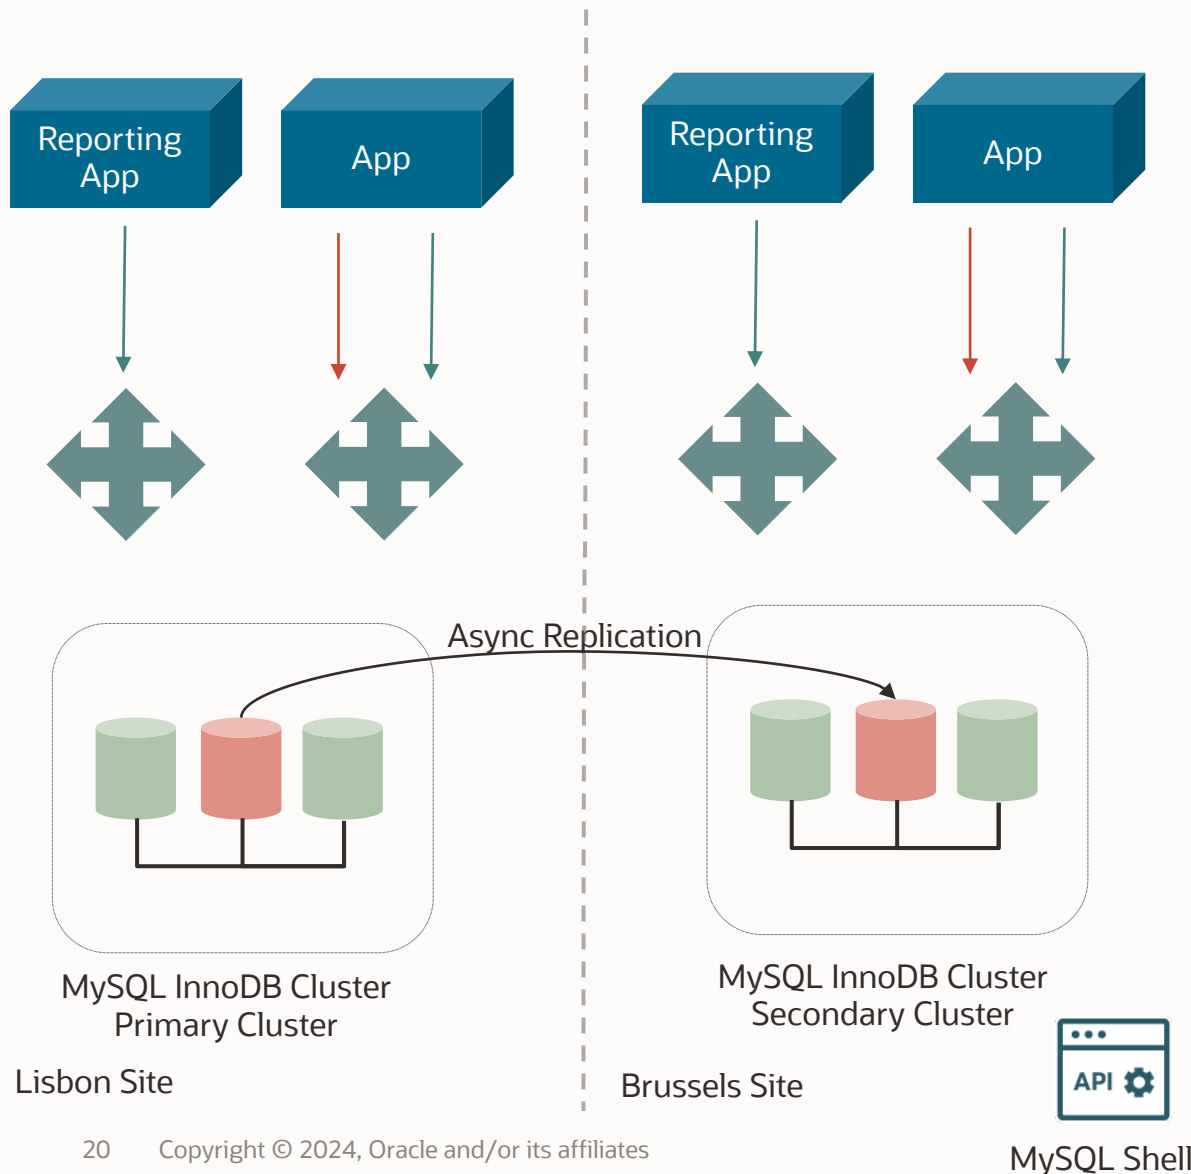 Reporting
App
App
Reporting
App
App
Async Replication
MySQL InnoDB Cluster
Primary Cluster
MySQL InnoDB Cluster
Secondary Cluster
Lisbon Site
Brussels Site
API
MySQL Shell
20 Copyright © 2024, Oracle and/or its affiliates